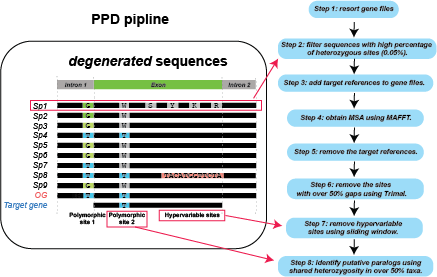 PPD pipline
degenerated sequences
Intron 1
Exon
Intron 2
Sp1
G
W
S
Y
K
R
Sp2
G
W
Sp3
G
W
Sp4
T
T
Sp5
G
W
Sp6
G
W
Sp7
T
T
Sp8
W
Sp9
G
W
OG
T
Target gene
Polymorphic
site 1
Polymorphic
site 2
Hypervariable sites
Step 1: resort gene files
Step 2: filter sequences with high percentage
of heterozygous sites (0.05%).
Step 3: add target references to gene files.
Step 4: obtain MSA using MAFFT.
Step 5: remove the target references.
Step 6: remove the sites
with over 50% gaps using Trimal.
Step 7: remove hypervariable
sites using sliding window.
Step 8: Identify putative paralogs using
shared heterozygosity in over 50% taxa.